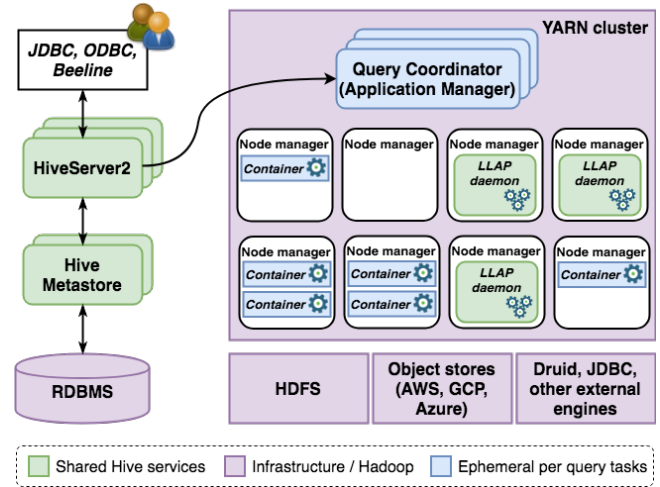 JDBC, ODBC,
Beeline
HiveServer2
Hive
Metastore
RDBMS
YARN cluster
Query Coordinator
(Application Manager)
Node manager
Container
Node manager
Node manager
LLAP
daemon
Node manager
LLAP
daemon
Node manager
Container
Container
Node manager
Container
Container
Node manager
LLAP
daemon
Node manager
Container
HDFS
Object stores
(AWS, GCP,
Azure)
Druid, JDBC,
other external
engines
Shared Hive services
Infrastructure / Hadoop
Ephemeral per query tasks